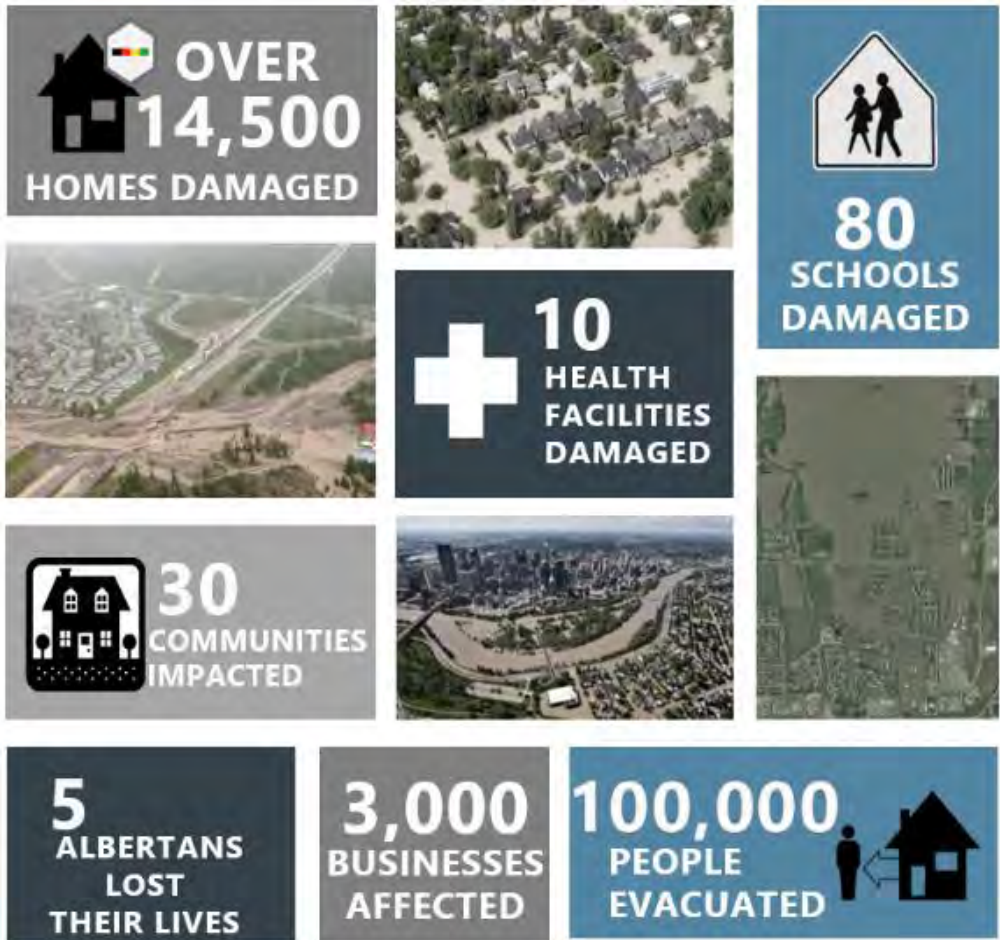 OVER
14,500
HOMES DAMAGED
80
SCHOOLS
DAMAGED
10
HEALTH
FACILITIES
DAMAGED
30
COMMUNITIES
IMPACTED
5
ALBERTANS
LOST
THEIR LIVES
3,000
BUSINESSES
AFFECTED
100,000
PEOPLE
EVACUATED